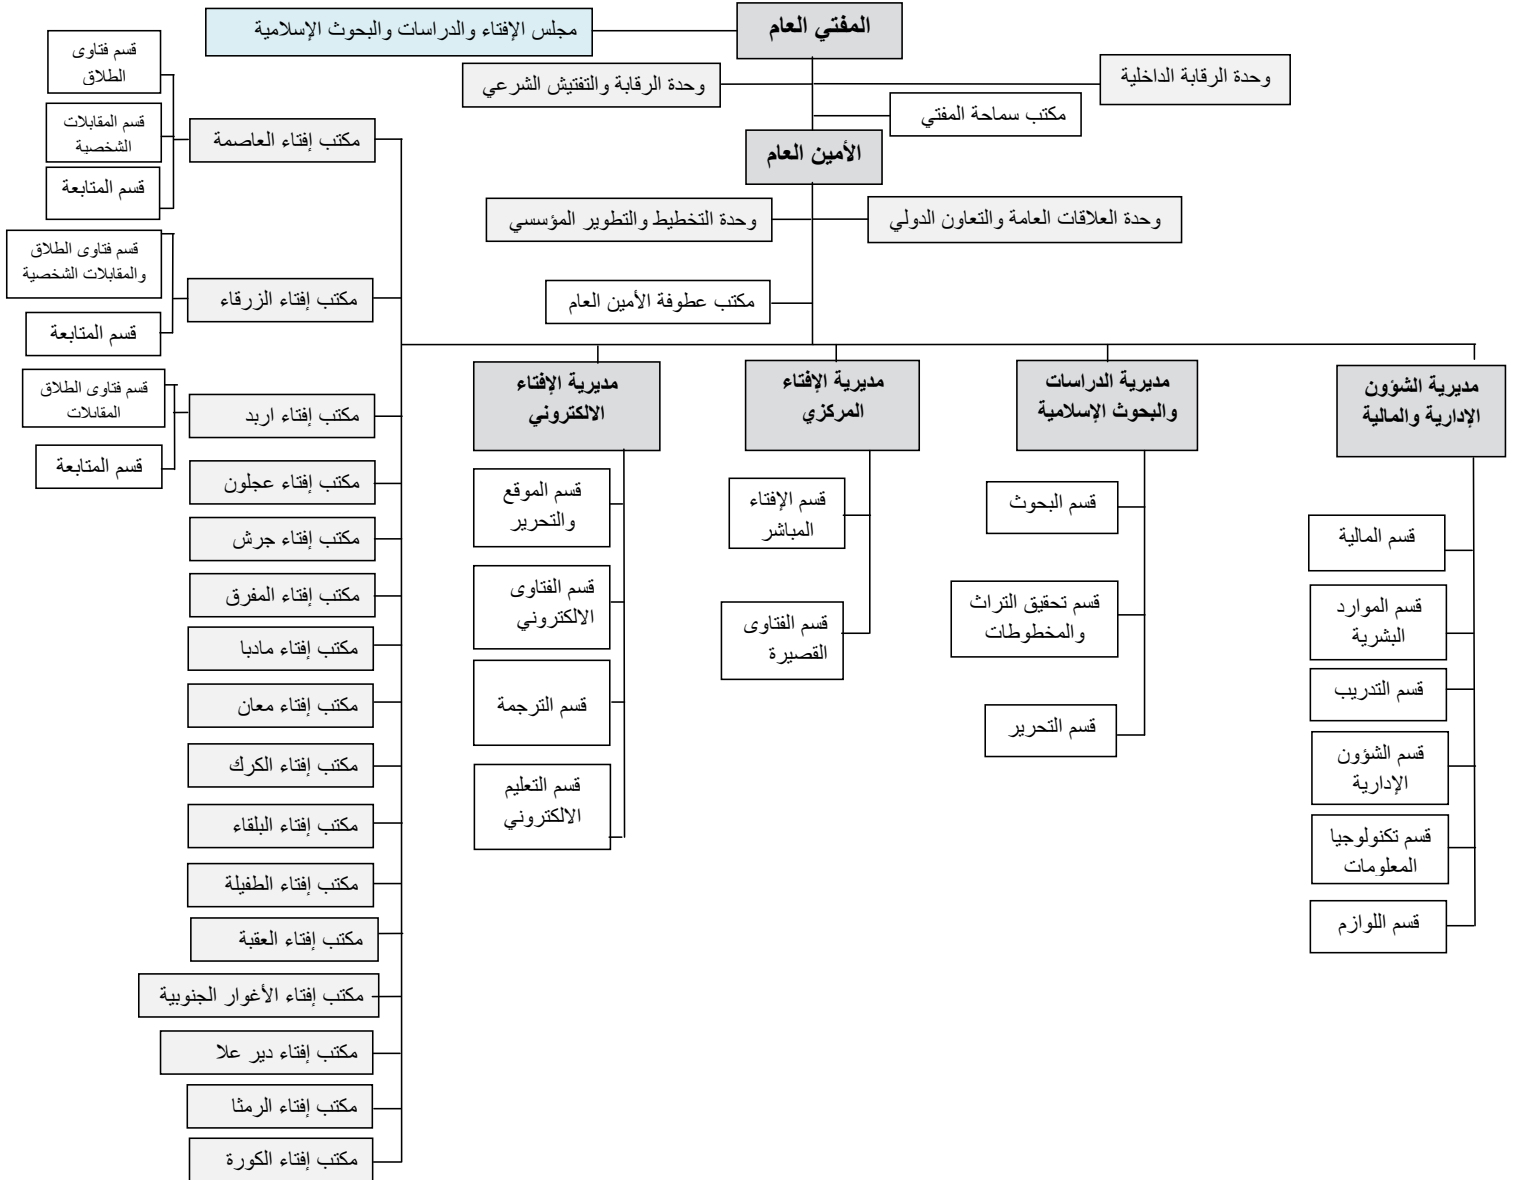 المفتي العام
مجلس الإفتاء والدراسات والبحوث الإسلامية
وحدة الرقابة الداخلية
وحدة الرقابة والتفتيش الشرعي
مكتب سماحة المفتي
الأمين العام
وحدة العلاقات العامة والتعاون الدولي
وحدة التخطيط والتطوير المؤسسي
مكتب عطوفة الأمين العام
مديرية الشؤون
الإدارية والمالية
قسم المالية
قسم الموارد
البشرية
قسم التدريب
قسم الشؤون
الإدارية
قسم تكنولوجيا
المعلومات
قسم اللوازم
مديرية الدراسات
والبحوث الإسلامية
قسم البحوث
قسم تحقيق التراث
والمخطوطات
قسم التحرير
مديرية الإفتاء
المركزي
قسم الإفتاء
المباشر
قسم الفتاوى
القصيرة
مديرية الإفتاء
الالكتروني
قسم الموقع
والتحرير
قسم الفتاوى
الالكتروني
قسم الترجمة
قسم التعليم
الالكتروني
مكتب إفتاء العاصمة
قسم فتاوى
الطلاق
قسم المقابلات
الشخصية
قسم المتابعة
مكتب إفتاء الزرقاء
قسم فتاوى الطلاق
والمقابلات الشخصية
قسم المتابعة
مكتب إفتاء اربد
قسم فتاوى الطلاق
المقابلات
قسم المتابعة
مكتب إفتاء عجلون
مكتب إفتاء جرش
مكتب إفتاء المفرق
مكتب إفتاء مادبا
مكتب إفتاء معان
مكتب إفتاء الكرك
مكتب إفتاء البلقاء
مكتب إفتاء الطفيلة
مكتب إفتاء العقبة
مكتب إفتاء الأغوار الجنوبية
مكتب إفتاء دير علا
مكتب إفتاء الرمثا
مكتب إفتاء الكورة